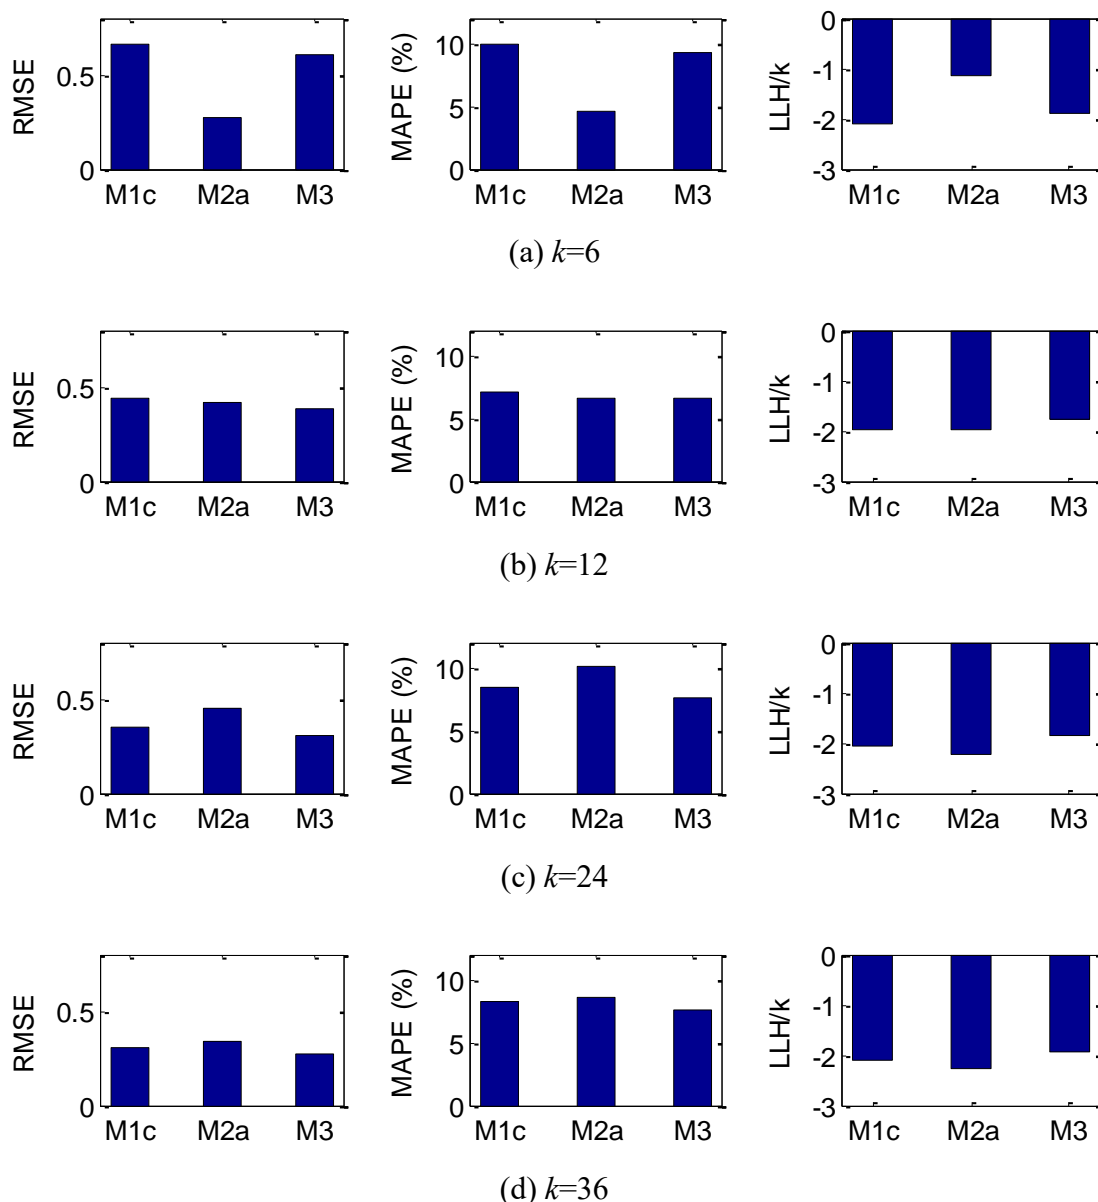 RMSE
0.5
0
M1c M2a M3
MAPE (%)
10
5
0
M1c M2a M3
LLH/k
0
-1
-2
-3
M1c M2a M3
(a) k=6
RMSE
0.5
0
M1c M2a M3
MAPE (%)
10
5
0
M1c M2a M3
LLH/k
0
-1
-2
-3
M1c M2a M3
(b) k=12
RMSE
0.5
0
M1c M2a M3
MAPE (%)
10
5
0
M1c M2a M3
LLH/k
0
-1
-2
-3
M1c M2a M3
(c) k=24
RMSE
0.5
0
M1c M2a M3
MAPE (%)
10
5
0
M1c M2a M3
LLH/k
0
-1
-2
-3
M1c M2a M3
(d) k=36